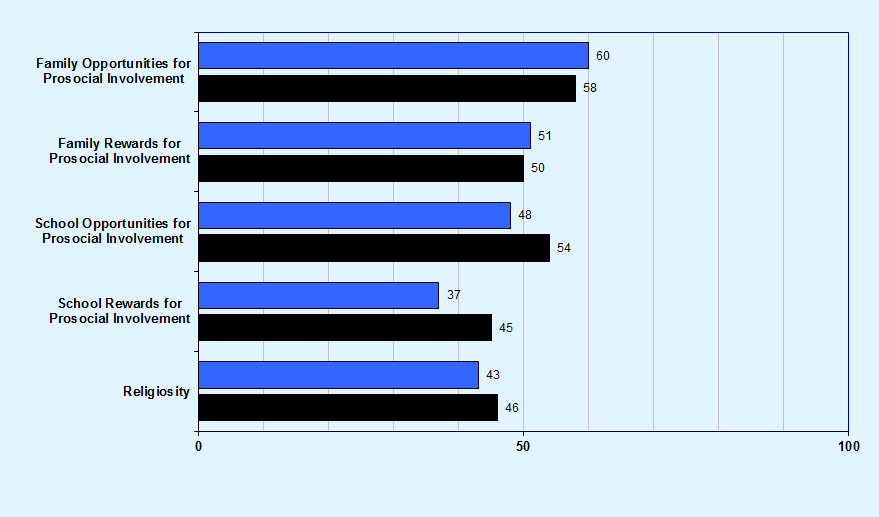 Family Opportunities for
Prosocial Involvement
60
58
Family Rewards for
Prosocial Involvement
51
50
School Opportunities for
Prosocial Involvement
48
54
School Rewards for
Prosocial Involvement
37
45
Religiosity
43
46
0 50 100